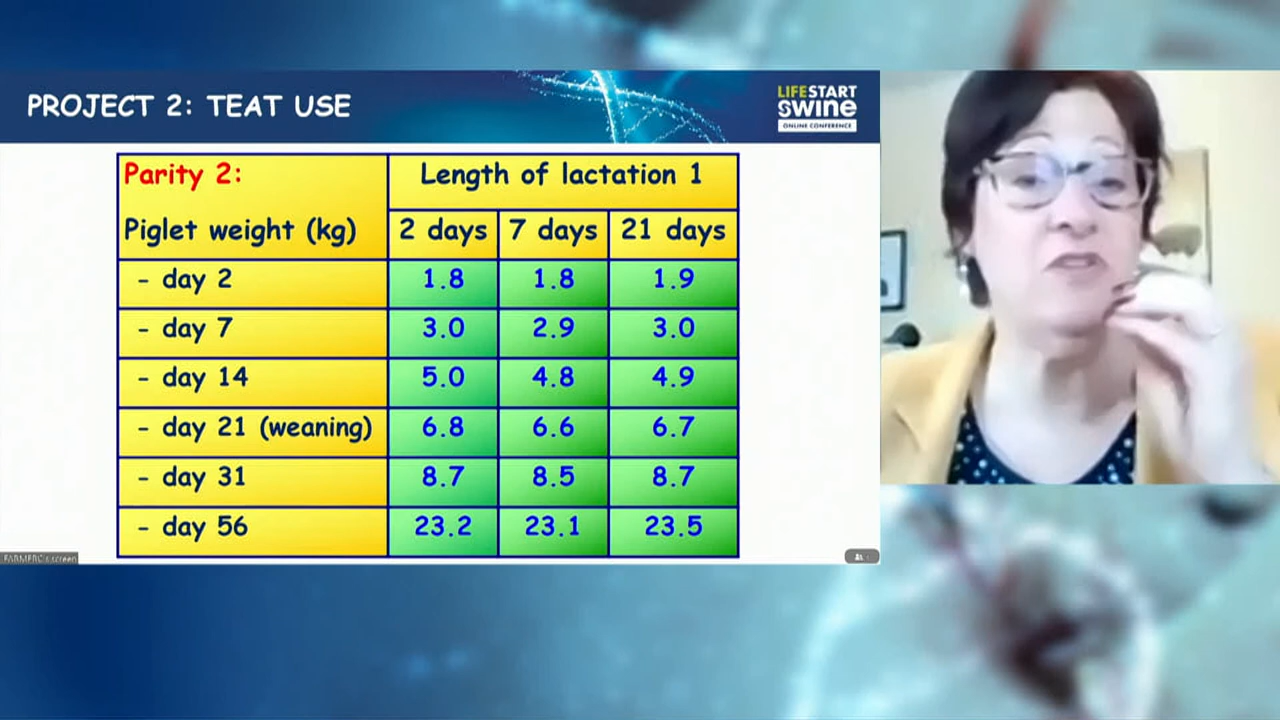 PROJECT 2: TEAT USE
LIFESTART
SWINE
ONLINE CONFERENCE
Parity 2:
Length of lactation 1
Piglet weight (kg)
2 days 7 days 21 days
- day 2 1.8 1.8 1.9
- day 7 3.0 2.9 3.0
- day 14 5.0 4.8 4.9
- day 21 (weaning) 6.8 6.6 6.7
- day 31 8.7 8.5 8.7
- day 56 23.2 23.1 23.5
FARMERC's screen